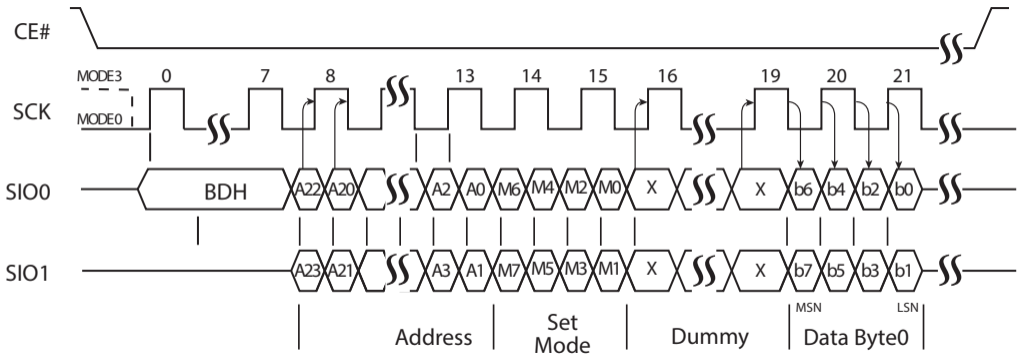 CE#
MODE3 0 7 8 13 14 15 16 19 20 21
SCK
MODE0
SIO0 BDH A22 A20 A2 A0 M6 M4 M2 M0 X X b6 b4 b2 b0
SIO1 A23 A21 A3 A1 M7 M5 M3 M1 X X b7 b5 b3 b1
MSN LSN
Address Set Mode Dummy Data Byte0